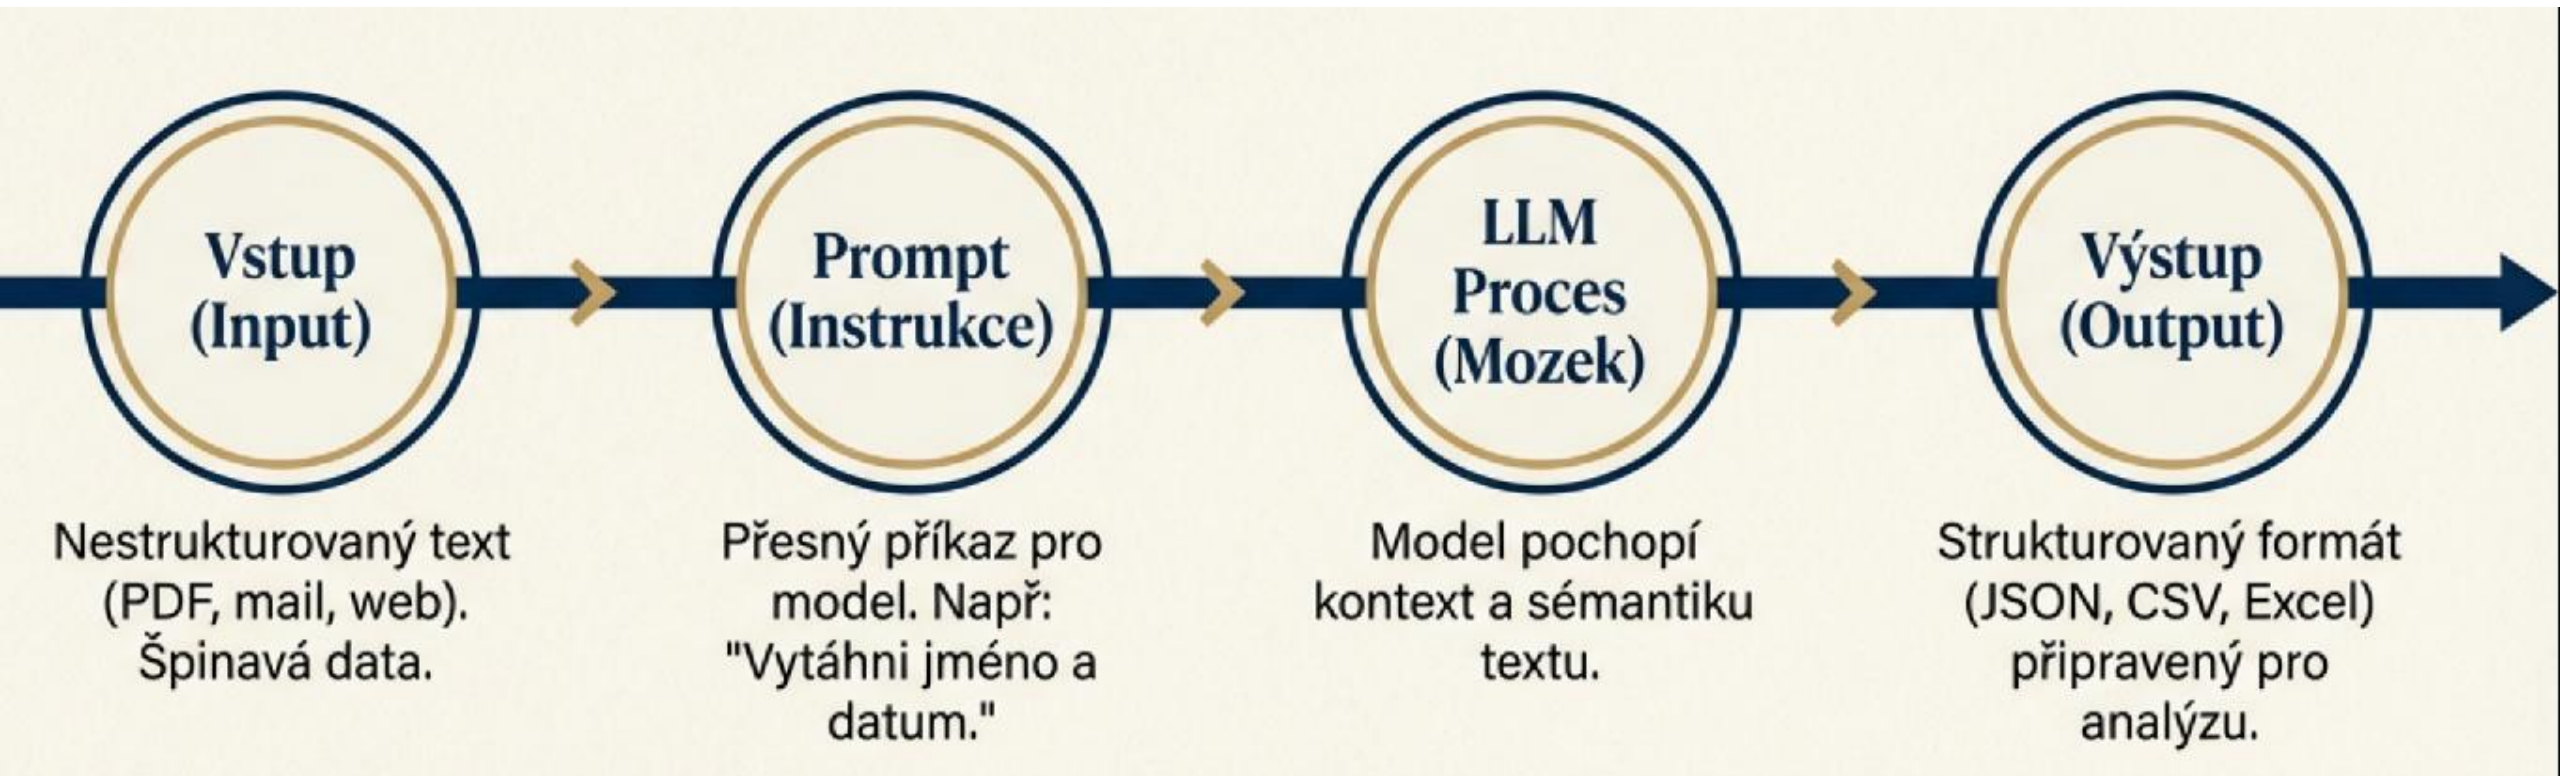 Vstup
(Input)
Nestrukturovaný text
(PDF, mail, web).
Špinavá data.
Prompt
(Instrukce)
Přesný příkaz pro
model. Např:
"Vytáhni jméno a
datum."
LLM
Proces
(Mozek)
Model pochopí
kontext a sémantiku
textu.
Výstup
(Output)
Strukturovaný formát
(JSON, CSV, Excel)
připravený pro
analýzu.